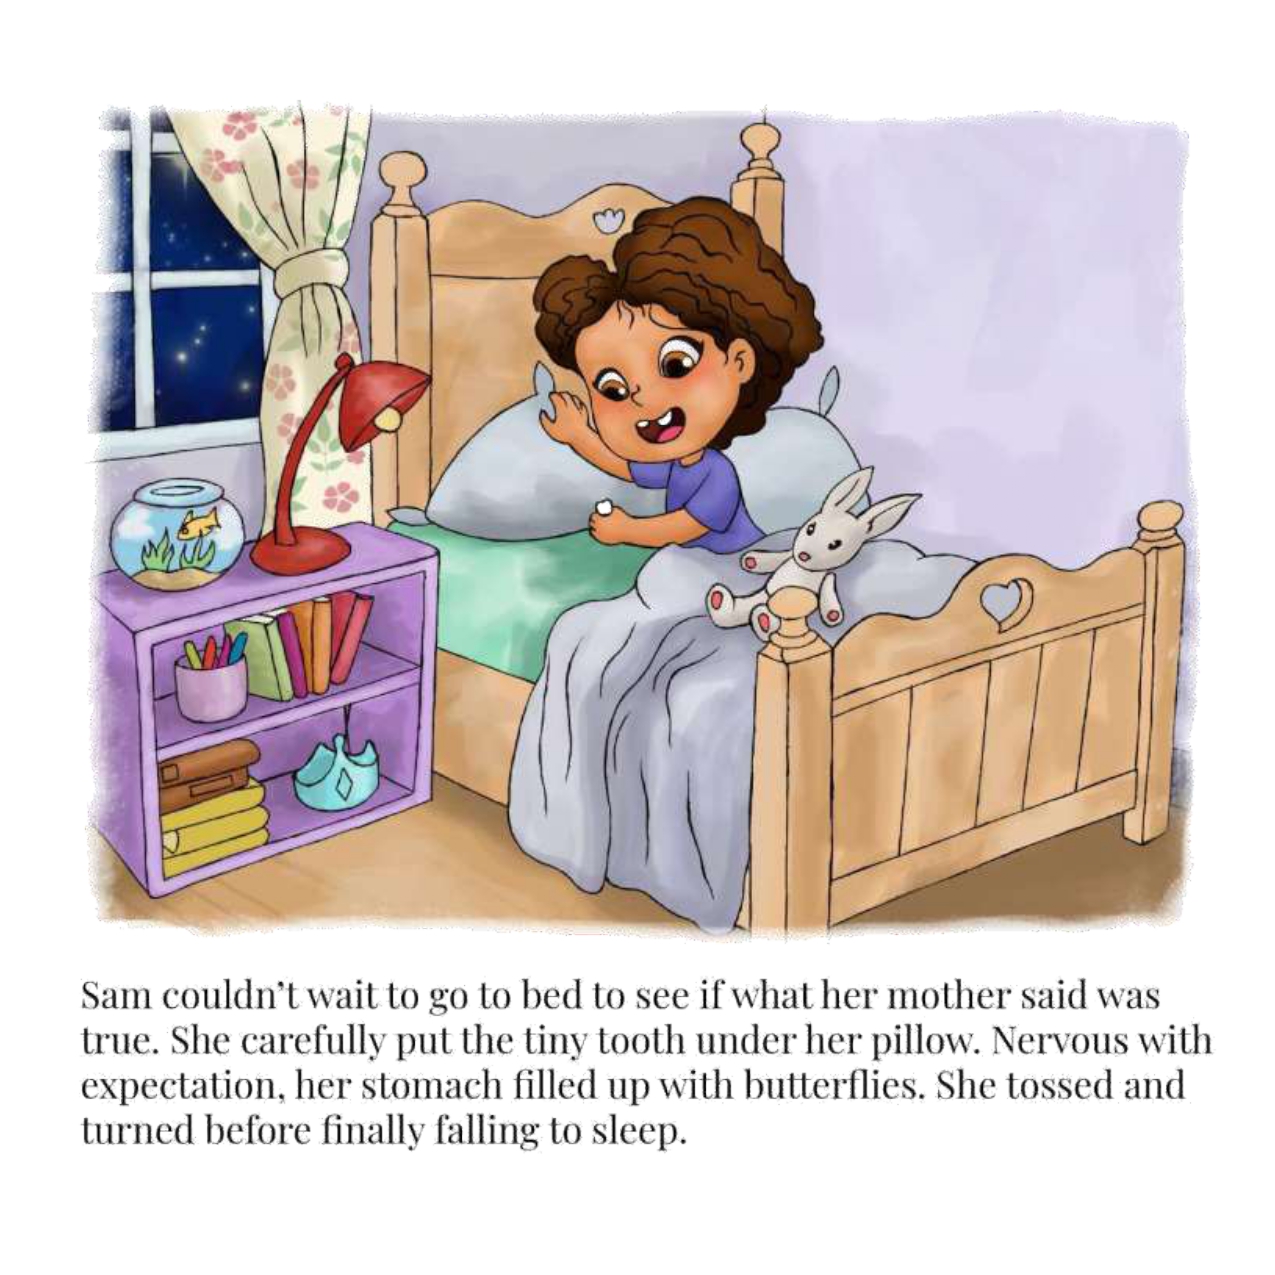 Sam couldn’t wait to go to bed to see if what her mother said was
true. She carefully put the tiny tooth under her pillow. Nervous with
expectation, her stomach filled up with butterflies. She tossed and
turned before finally falling to sleep.